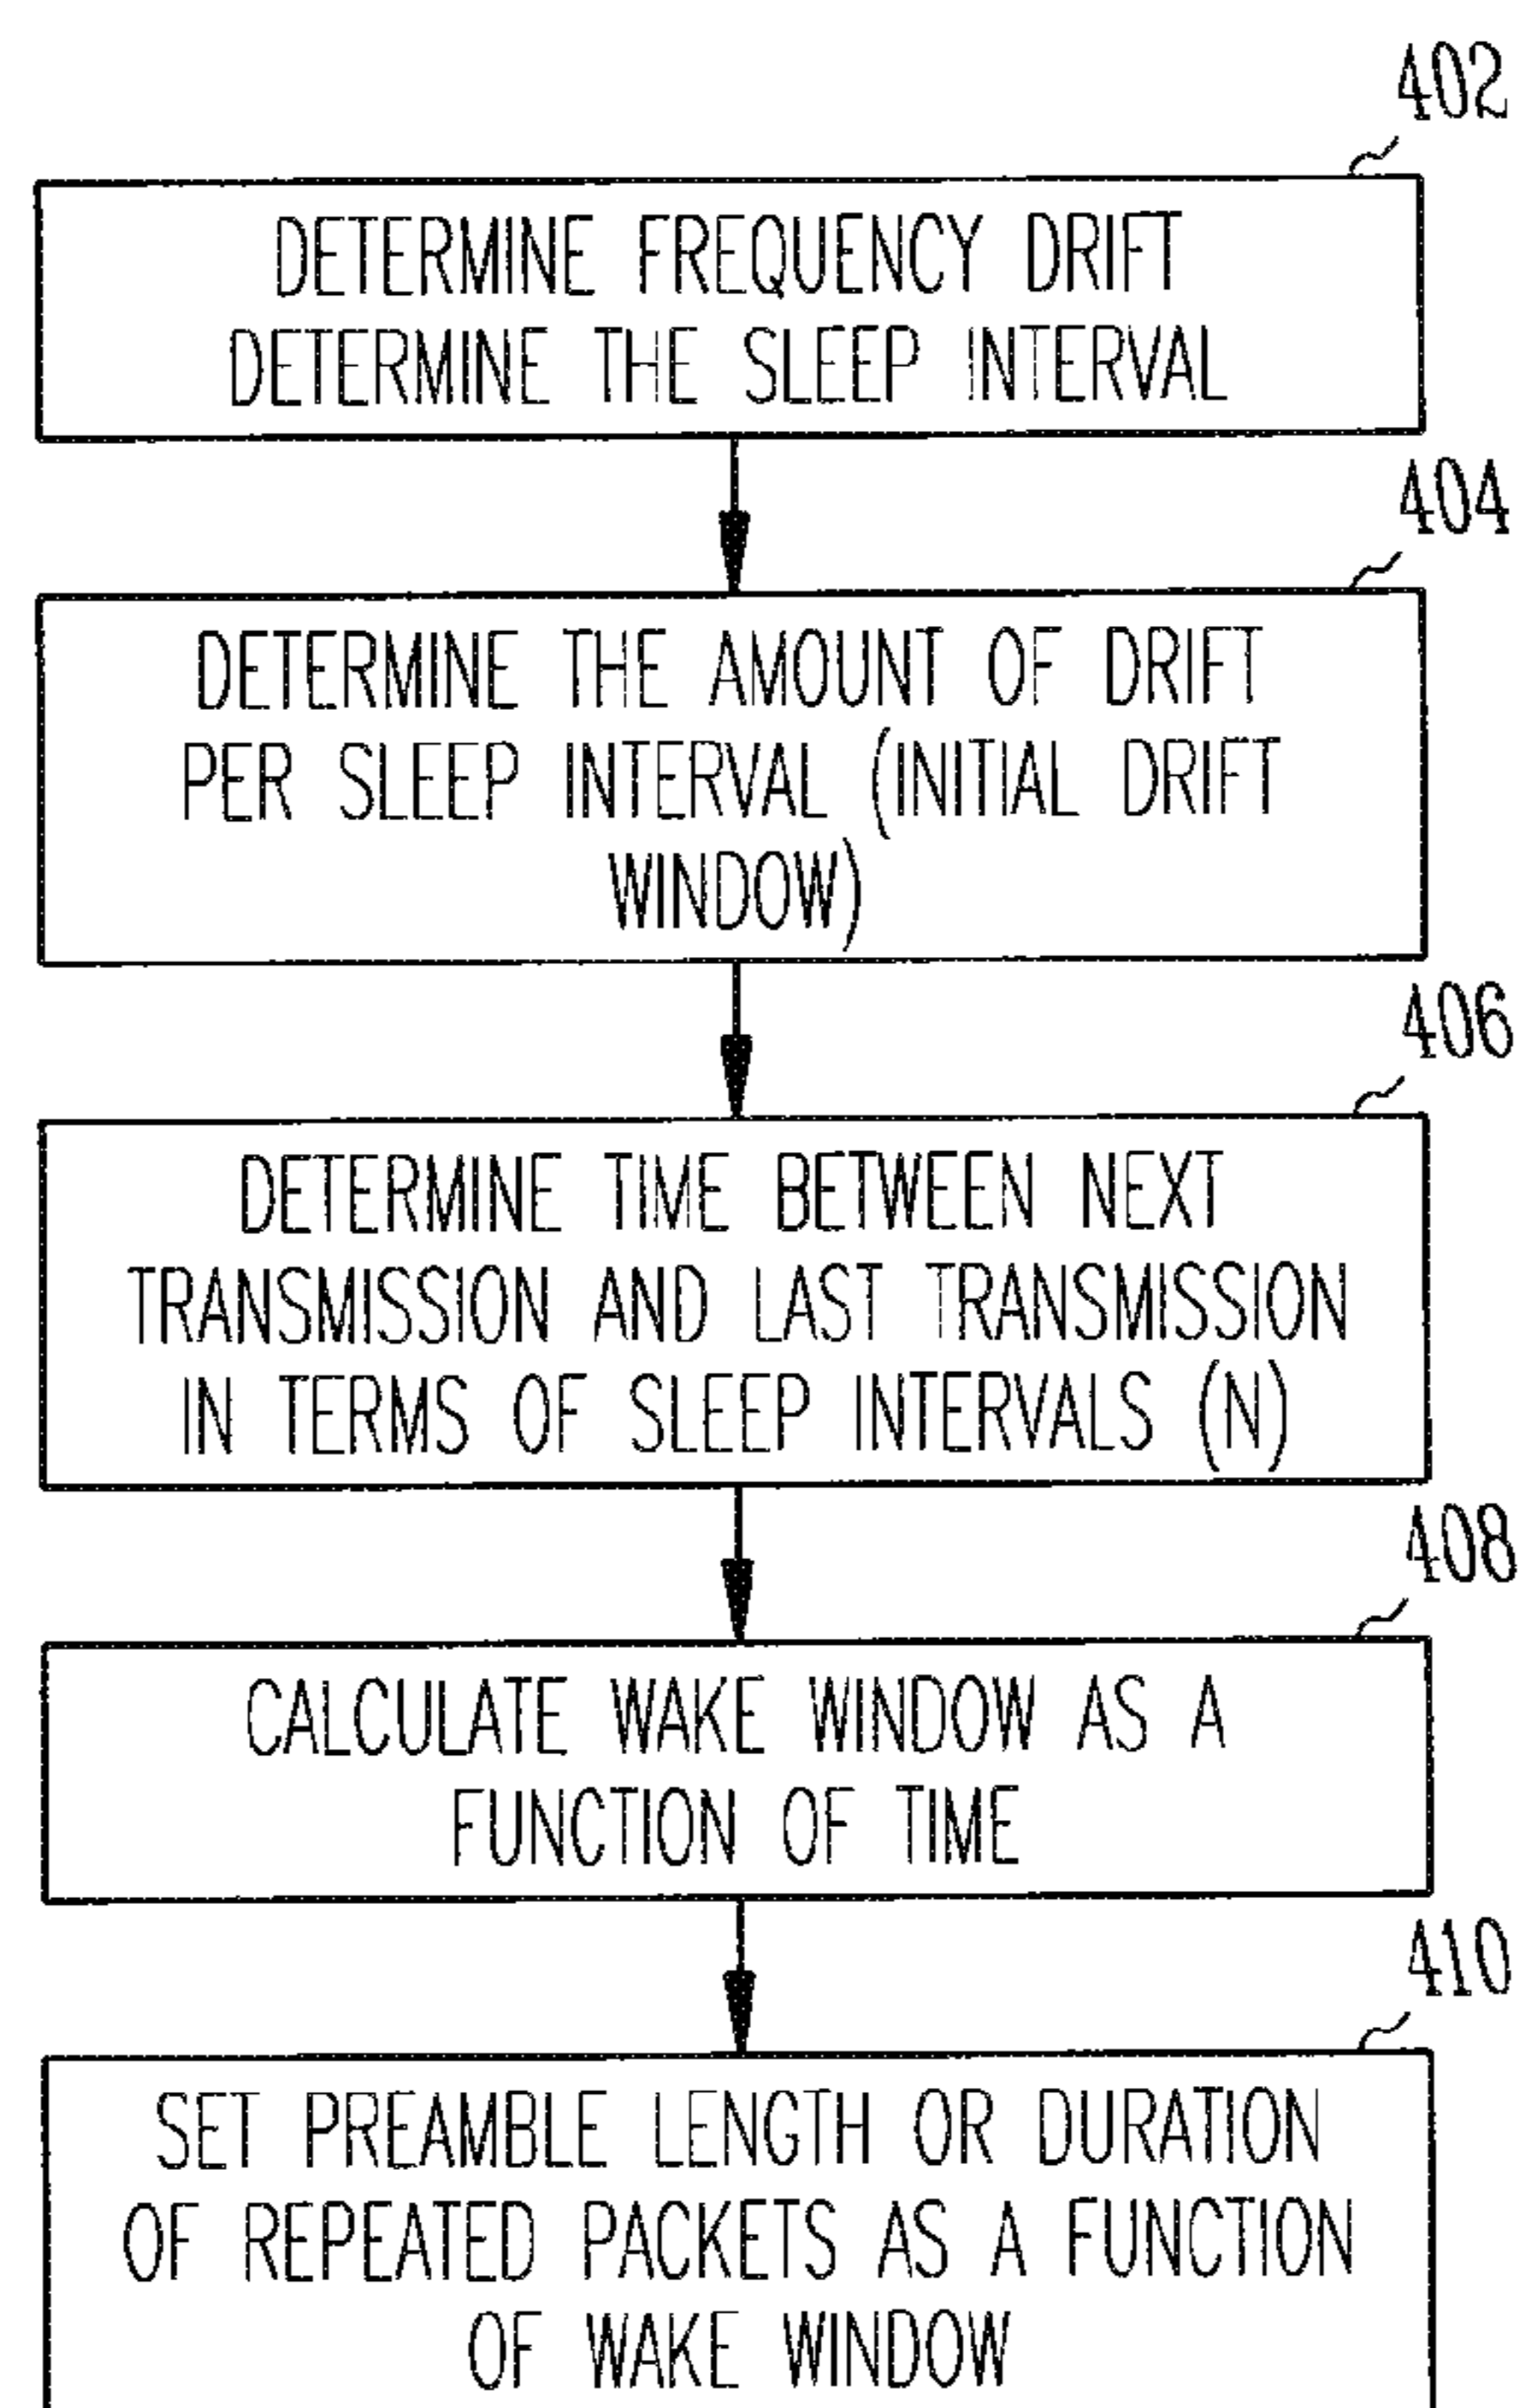 402
DETERMINE FREQUENCY DRIFT
DETERMINE THE SLEEP INTERVAL
404
DETERMINE THE AMOUNT OF DRIFT
PER SLEEP INTERVAL (INITIAL DRIFT
WINDOW)
406
DETERMINE TIME BETWEEN NEXT
TRANSMISSION AND LAST TRANSMISSION
IN TERMS OF SLEEP INTERVALS (N)
408
CALCULATE WAKE WINDOW AS A
FUNCTION OF TIME
410
SET PREAMBLE LENGTH OR DURATION
OF REPEATED PACKETS AS A FUNCTION
OF WAKE WINDOW